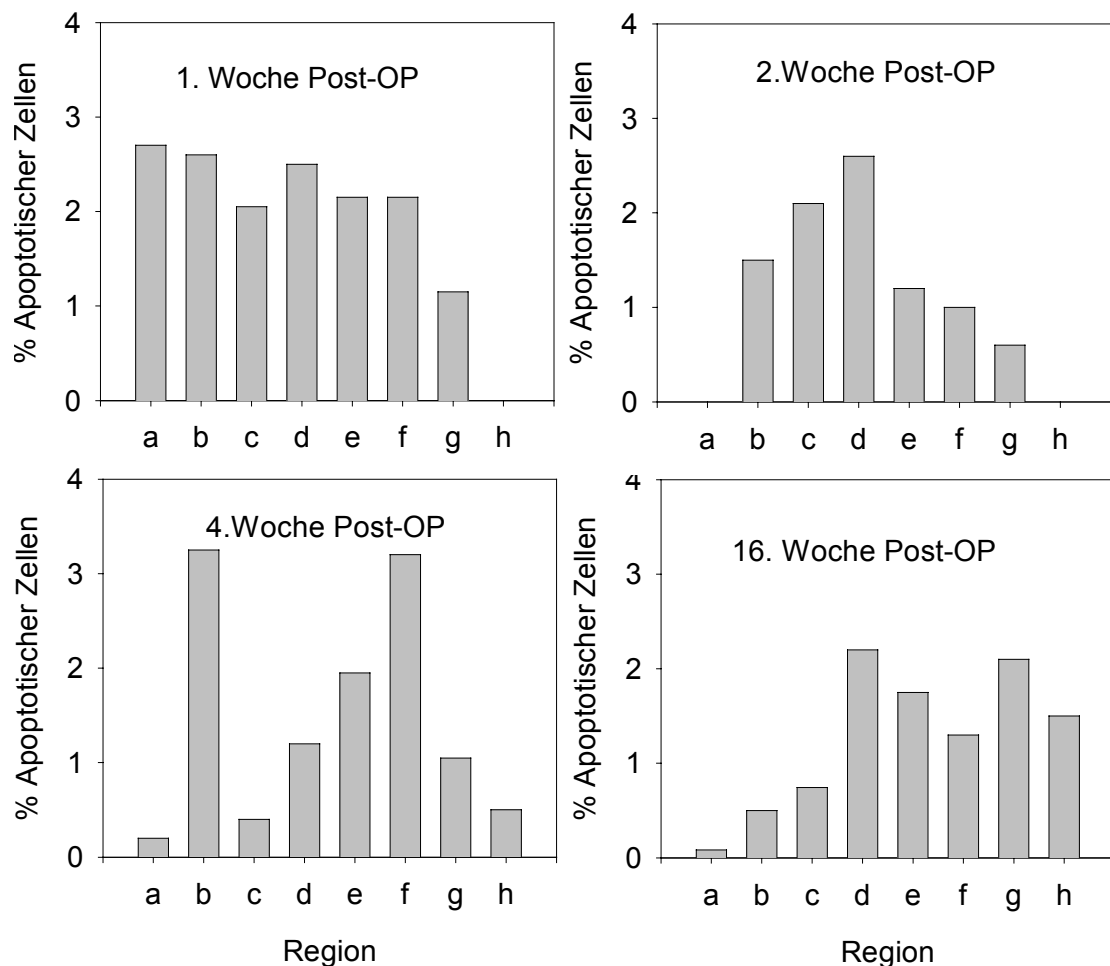 1. Woche Post-OP
% Apoptotischer Zellen
4
3
2
1
0
a b c d e f g h
2.Woche Post-OP
% Apoptotischer Zellen
4
3
2
1
0
a b c d e f g h
4.Woche Post-OP
% Apoptotischer Zellen
4
3
2
1
0
a b c d e f g h
Region
16. Woche Post-OP
% Apoptotischer Zellen
4
3
2
1
0
a b c d e f g h
Region